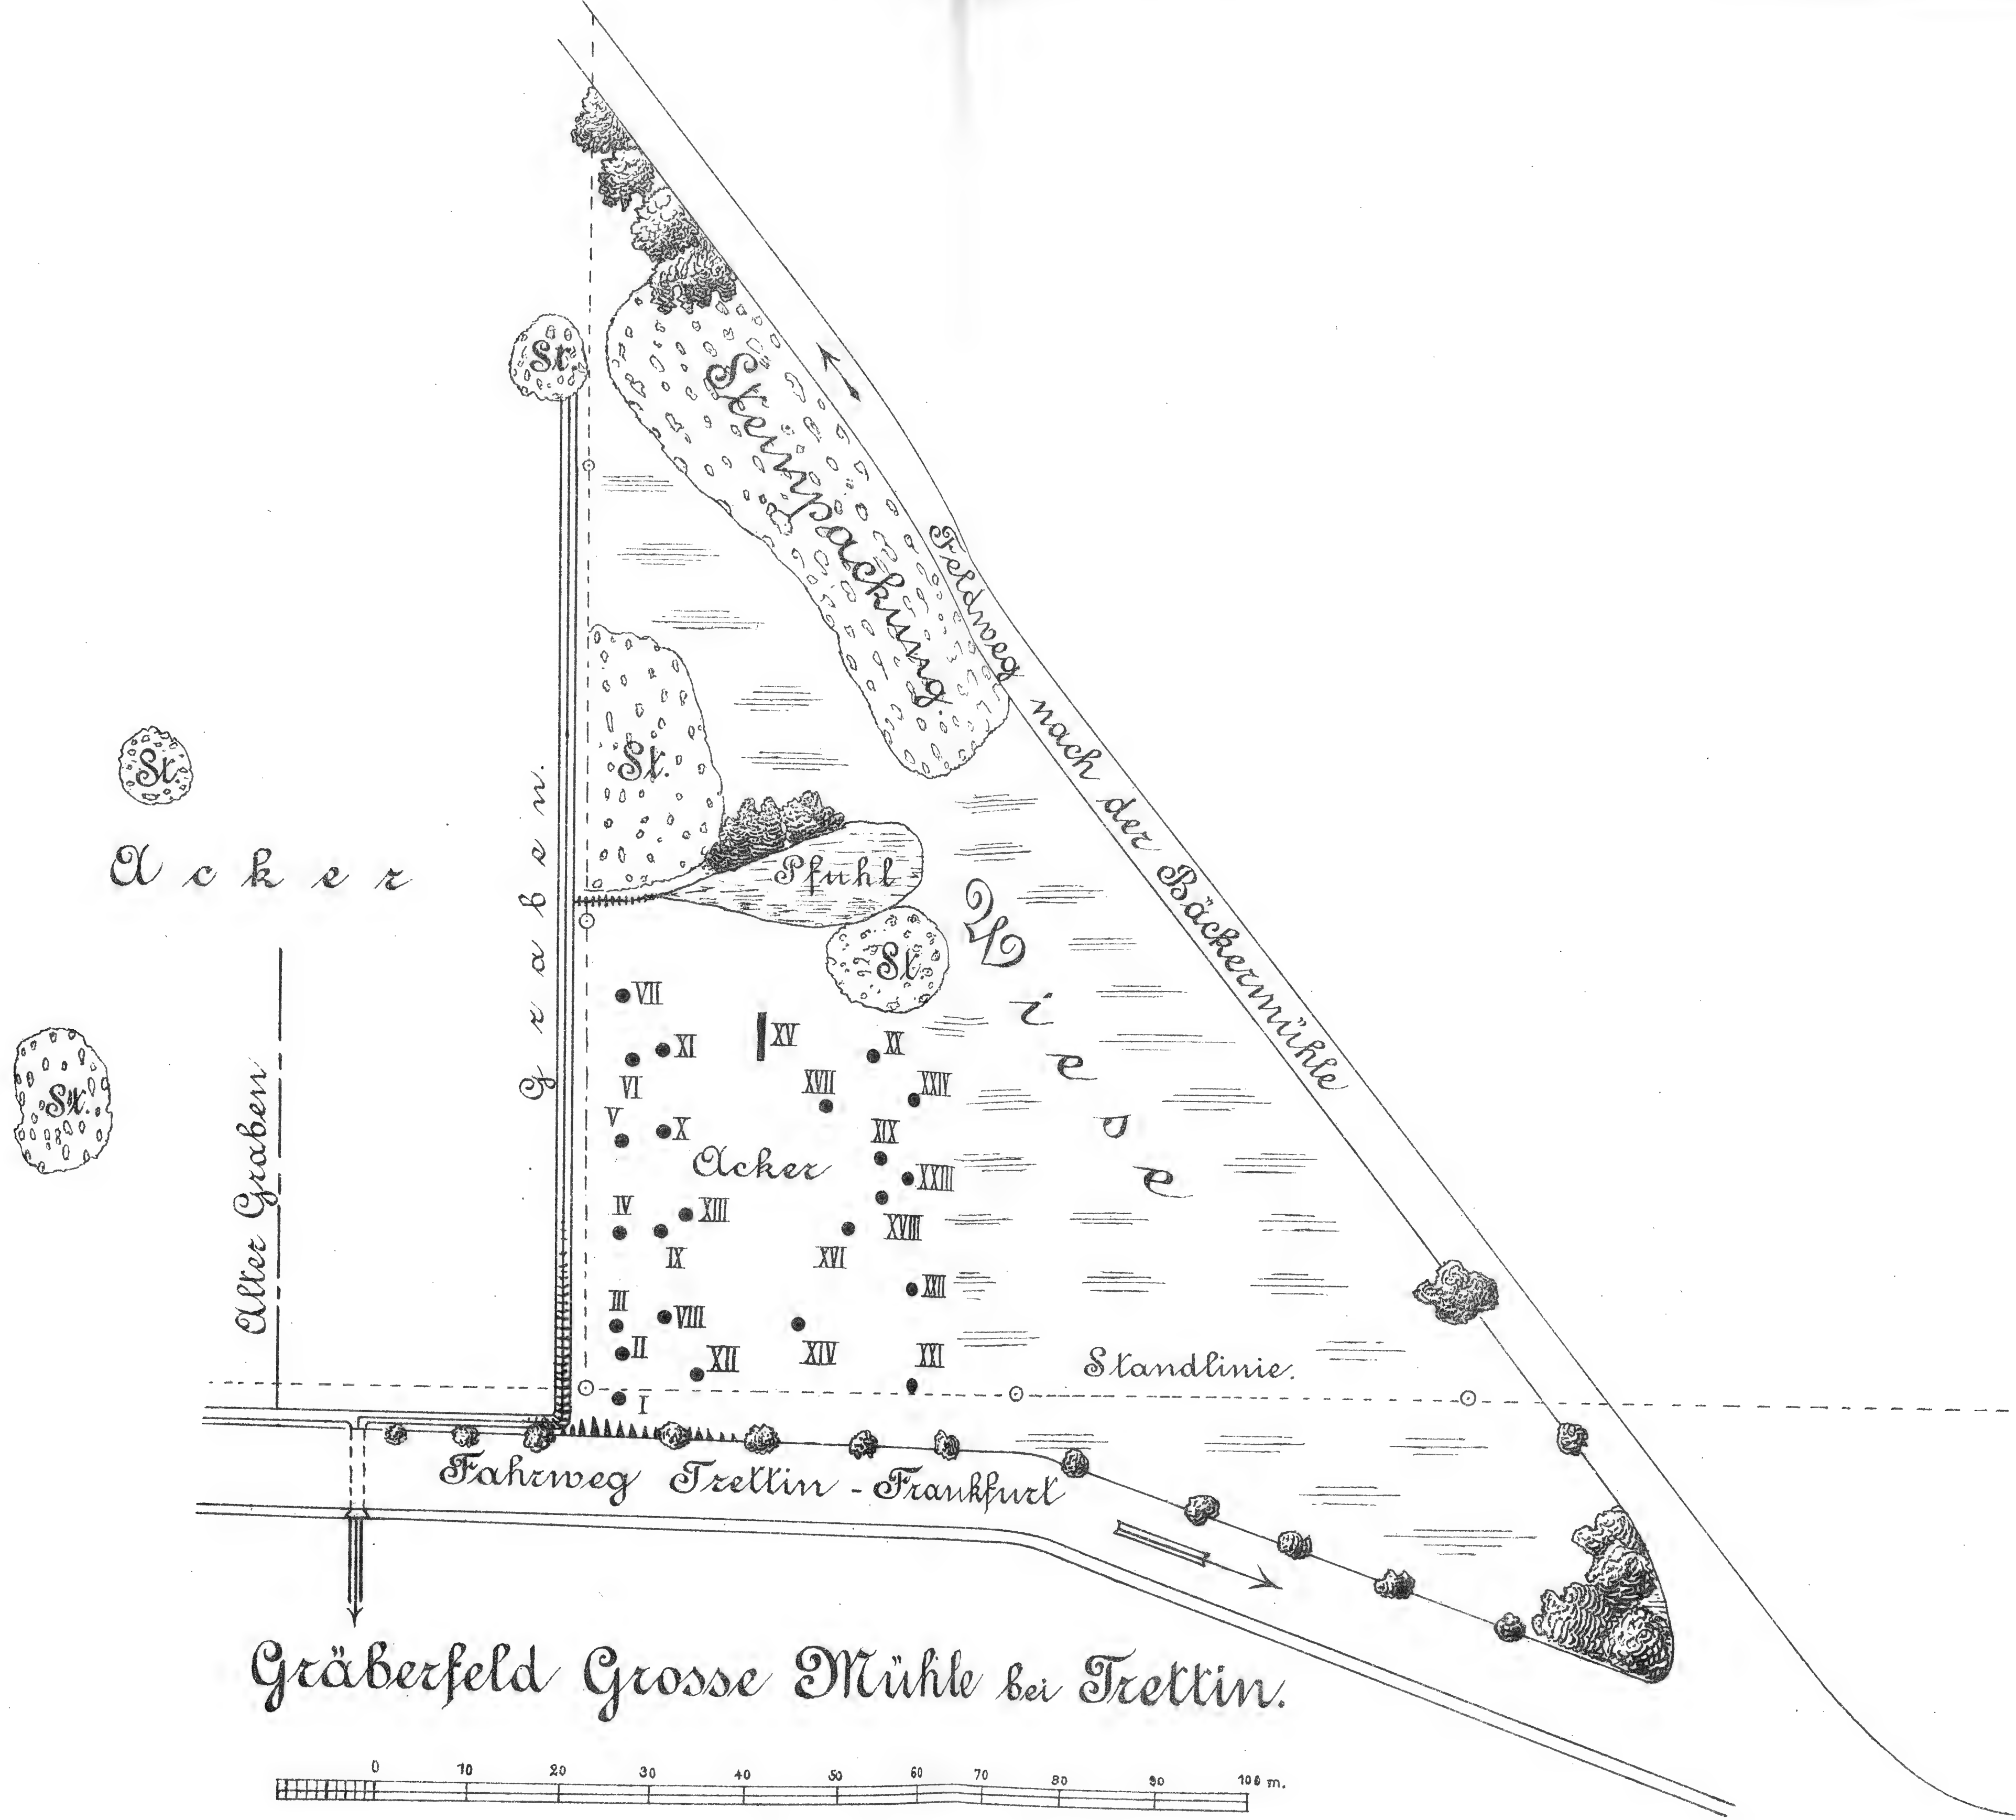 St.
Steinpackung.
Feldweg nach der Bäckermühle
St.
St.
Acker
Graben.
Pfuhl
St.
Wiese
St.
Alter Graben
VII
XI
XV
XX
VI
XVII
XXIV
V
X
XIX
Acker
XXIII
IV
XIII
XVIII
IX
XVI
XXII
III
VIII
II
XII
XIV
XXI
Standlinie.
I
Fahrweg Trettin - Frankfurt
Gräberfeld Grosse Mühle bei Trettin.
0 10 20 30 40 50 60 70 80 90 100 m.